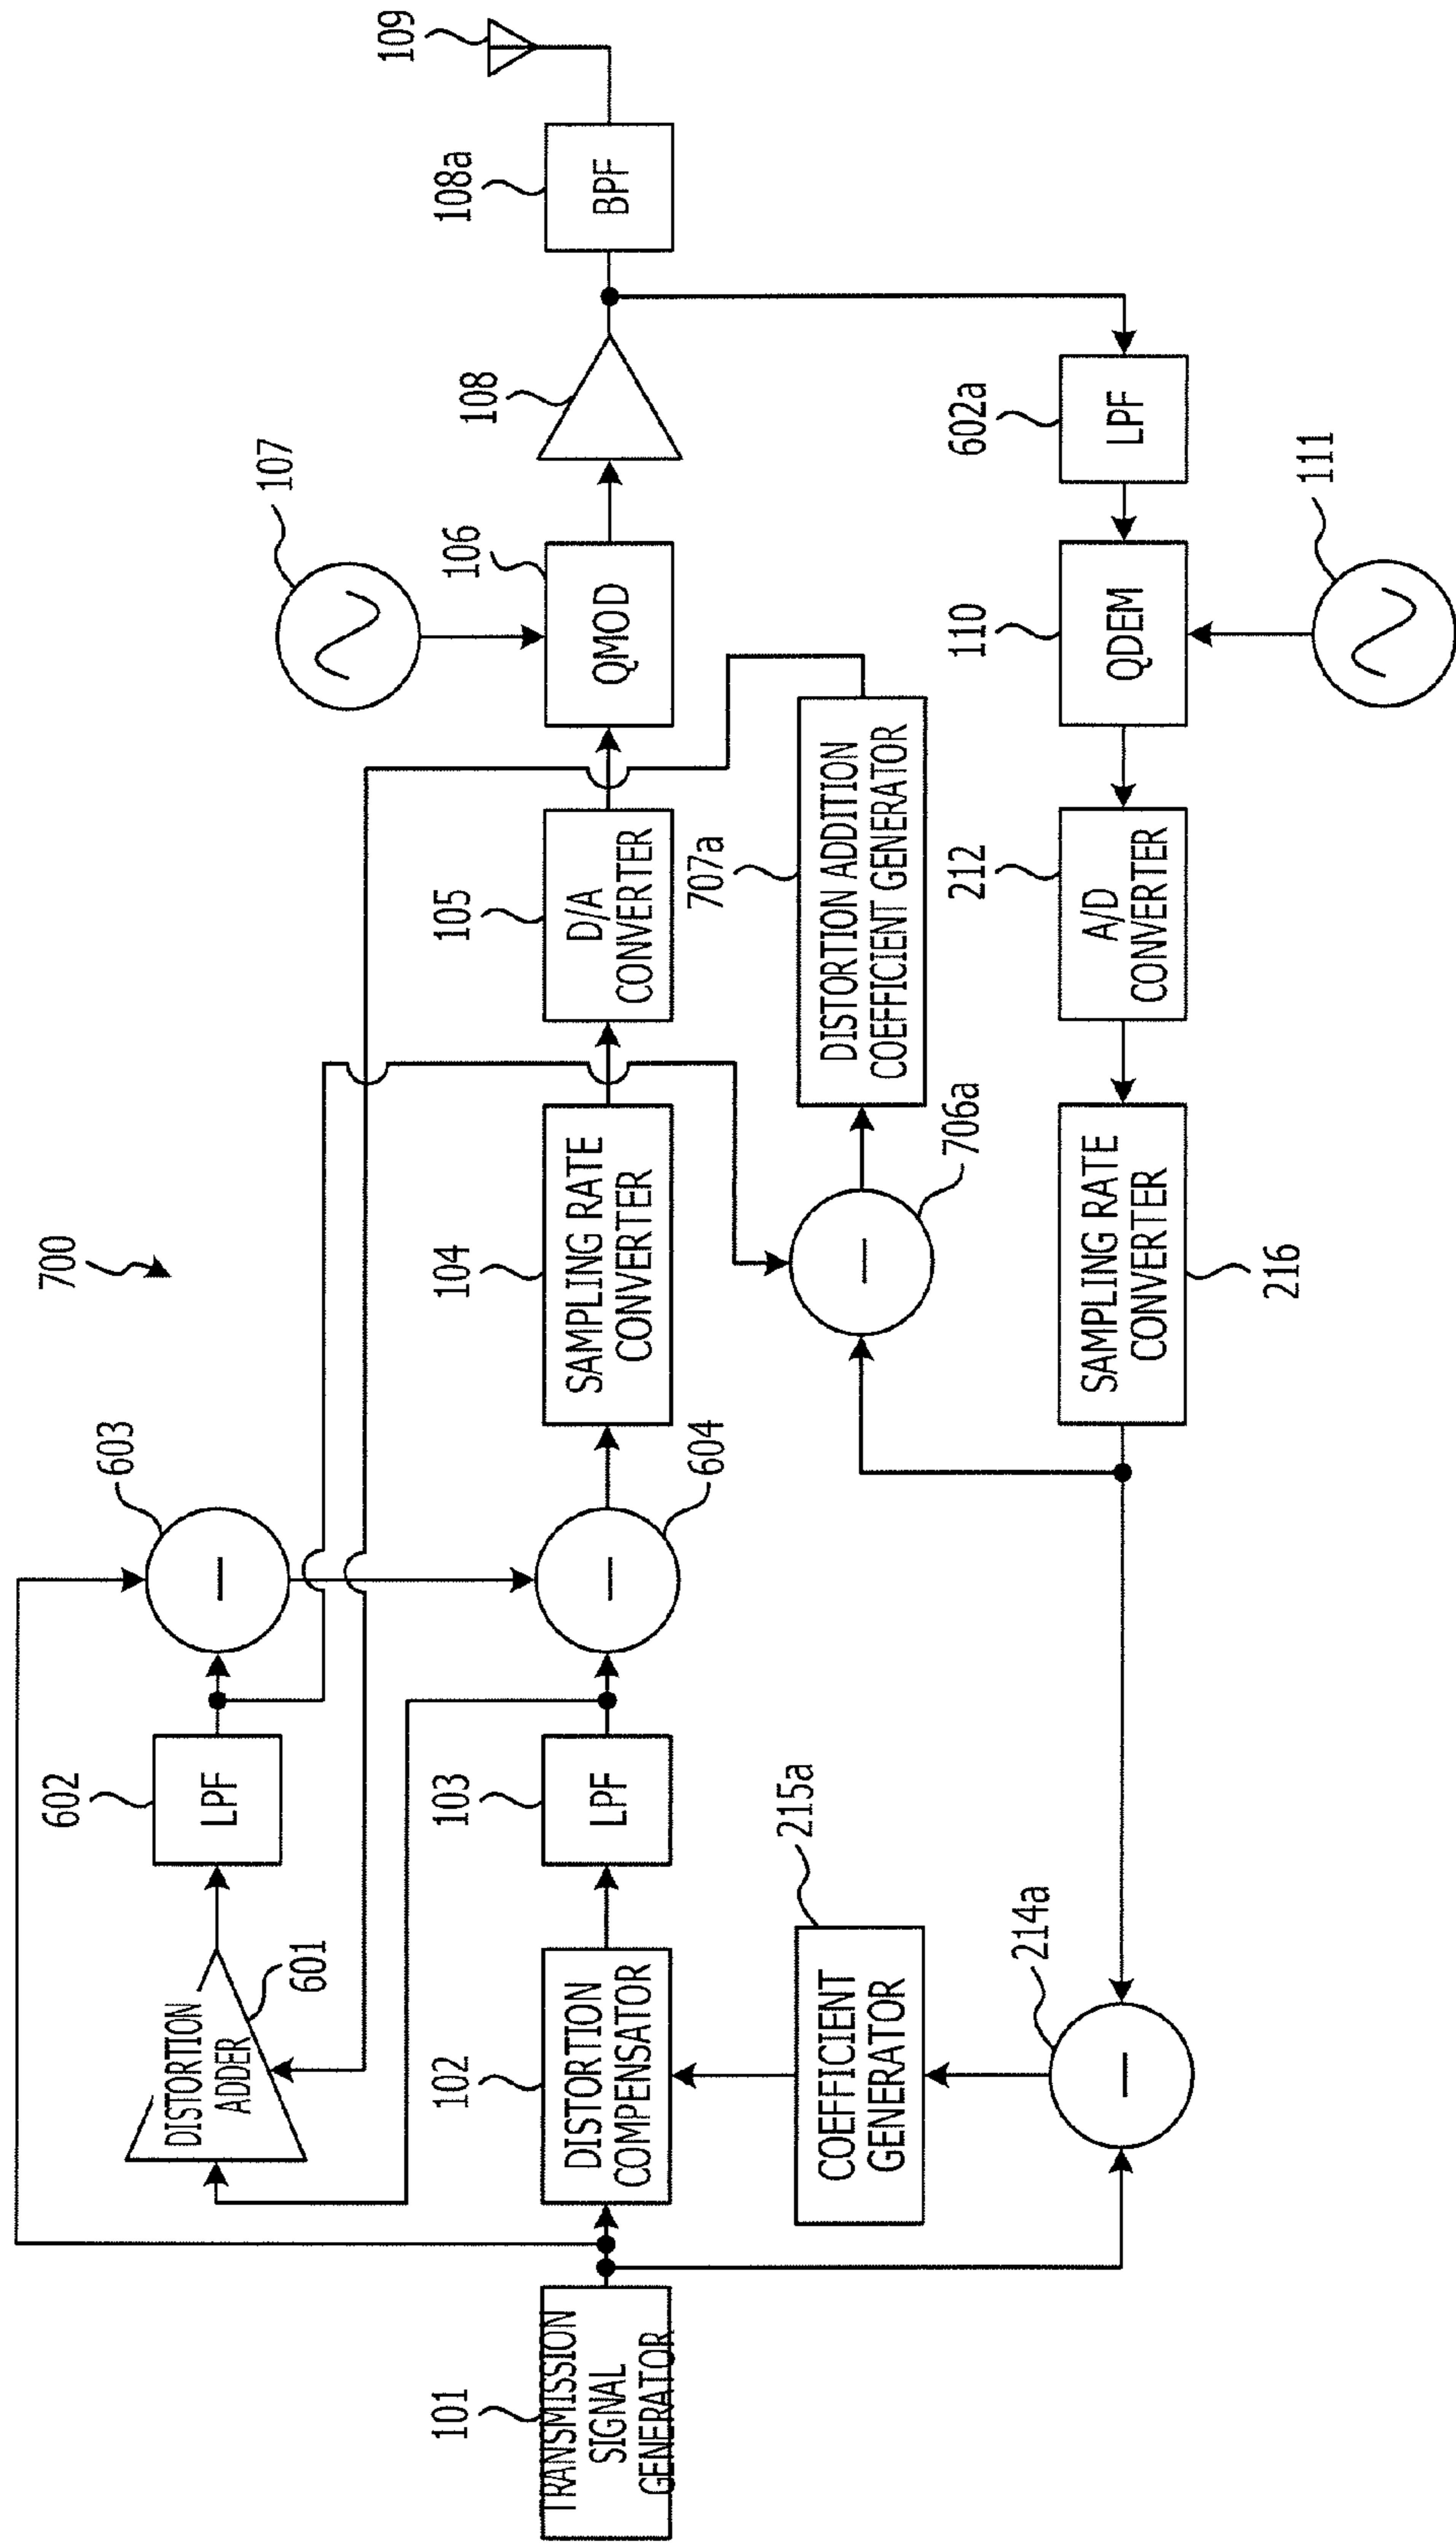 700
603
602
LPF
DISTORTION
ADDER
601
107
109
101
TRANSMISSION
SIGNAL
GENERATOR
102
DISTORTION
COMPENSATOR
103
LPF
604
104
SAMPLING RATE
CONVERTER
105
D/A
CONVERTER
106
QMOD
108
108a
BPF
215a
COEFFICIENT
GENERATOR
706a
707a
DISTORTION ADDITION
COEFFICIENT GENERATOR
214a
216
SAMPLING RATE
CONVERTER
212
A/D
CONVERTER
110
QDEM
602a
LPF
111